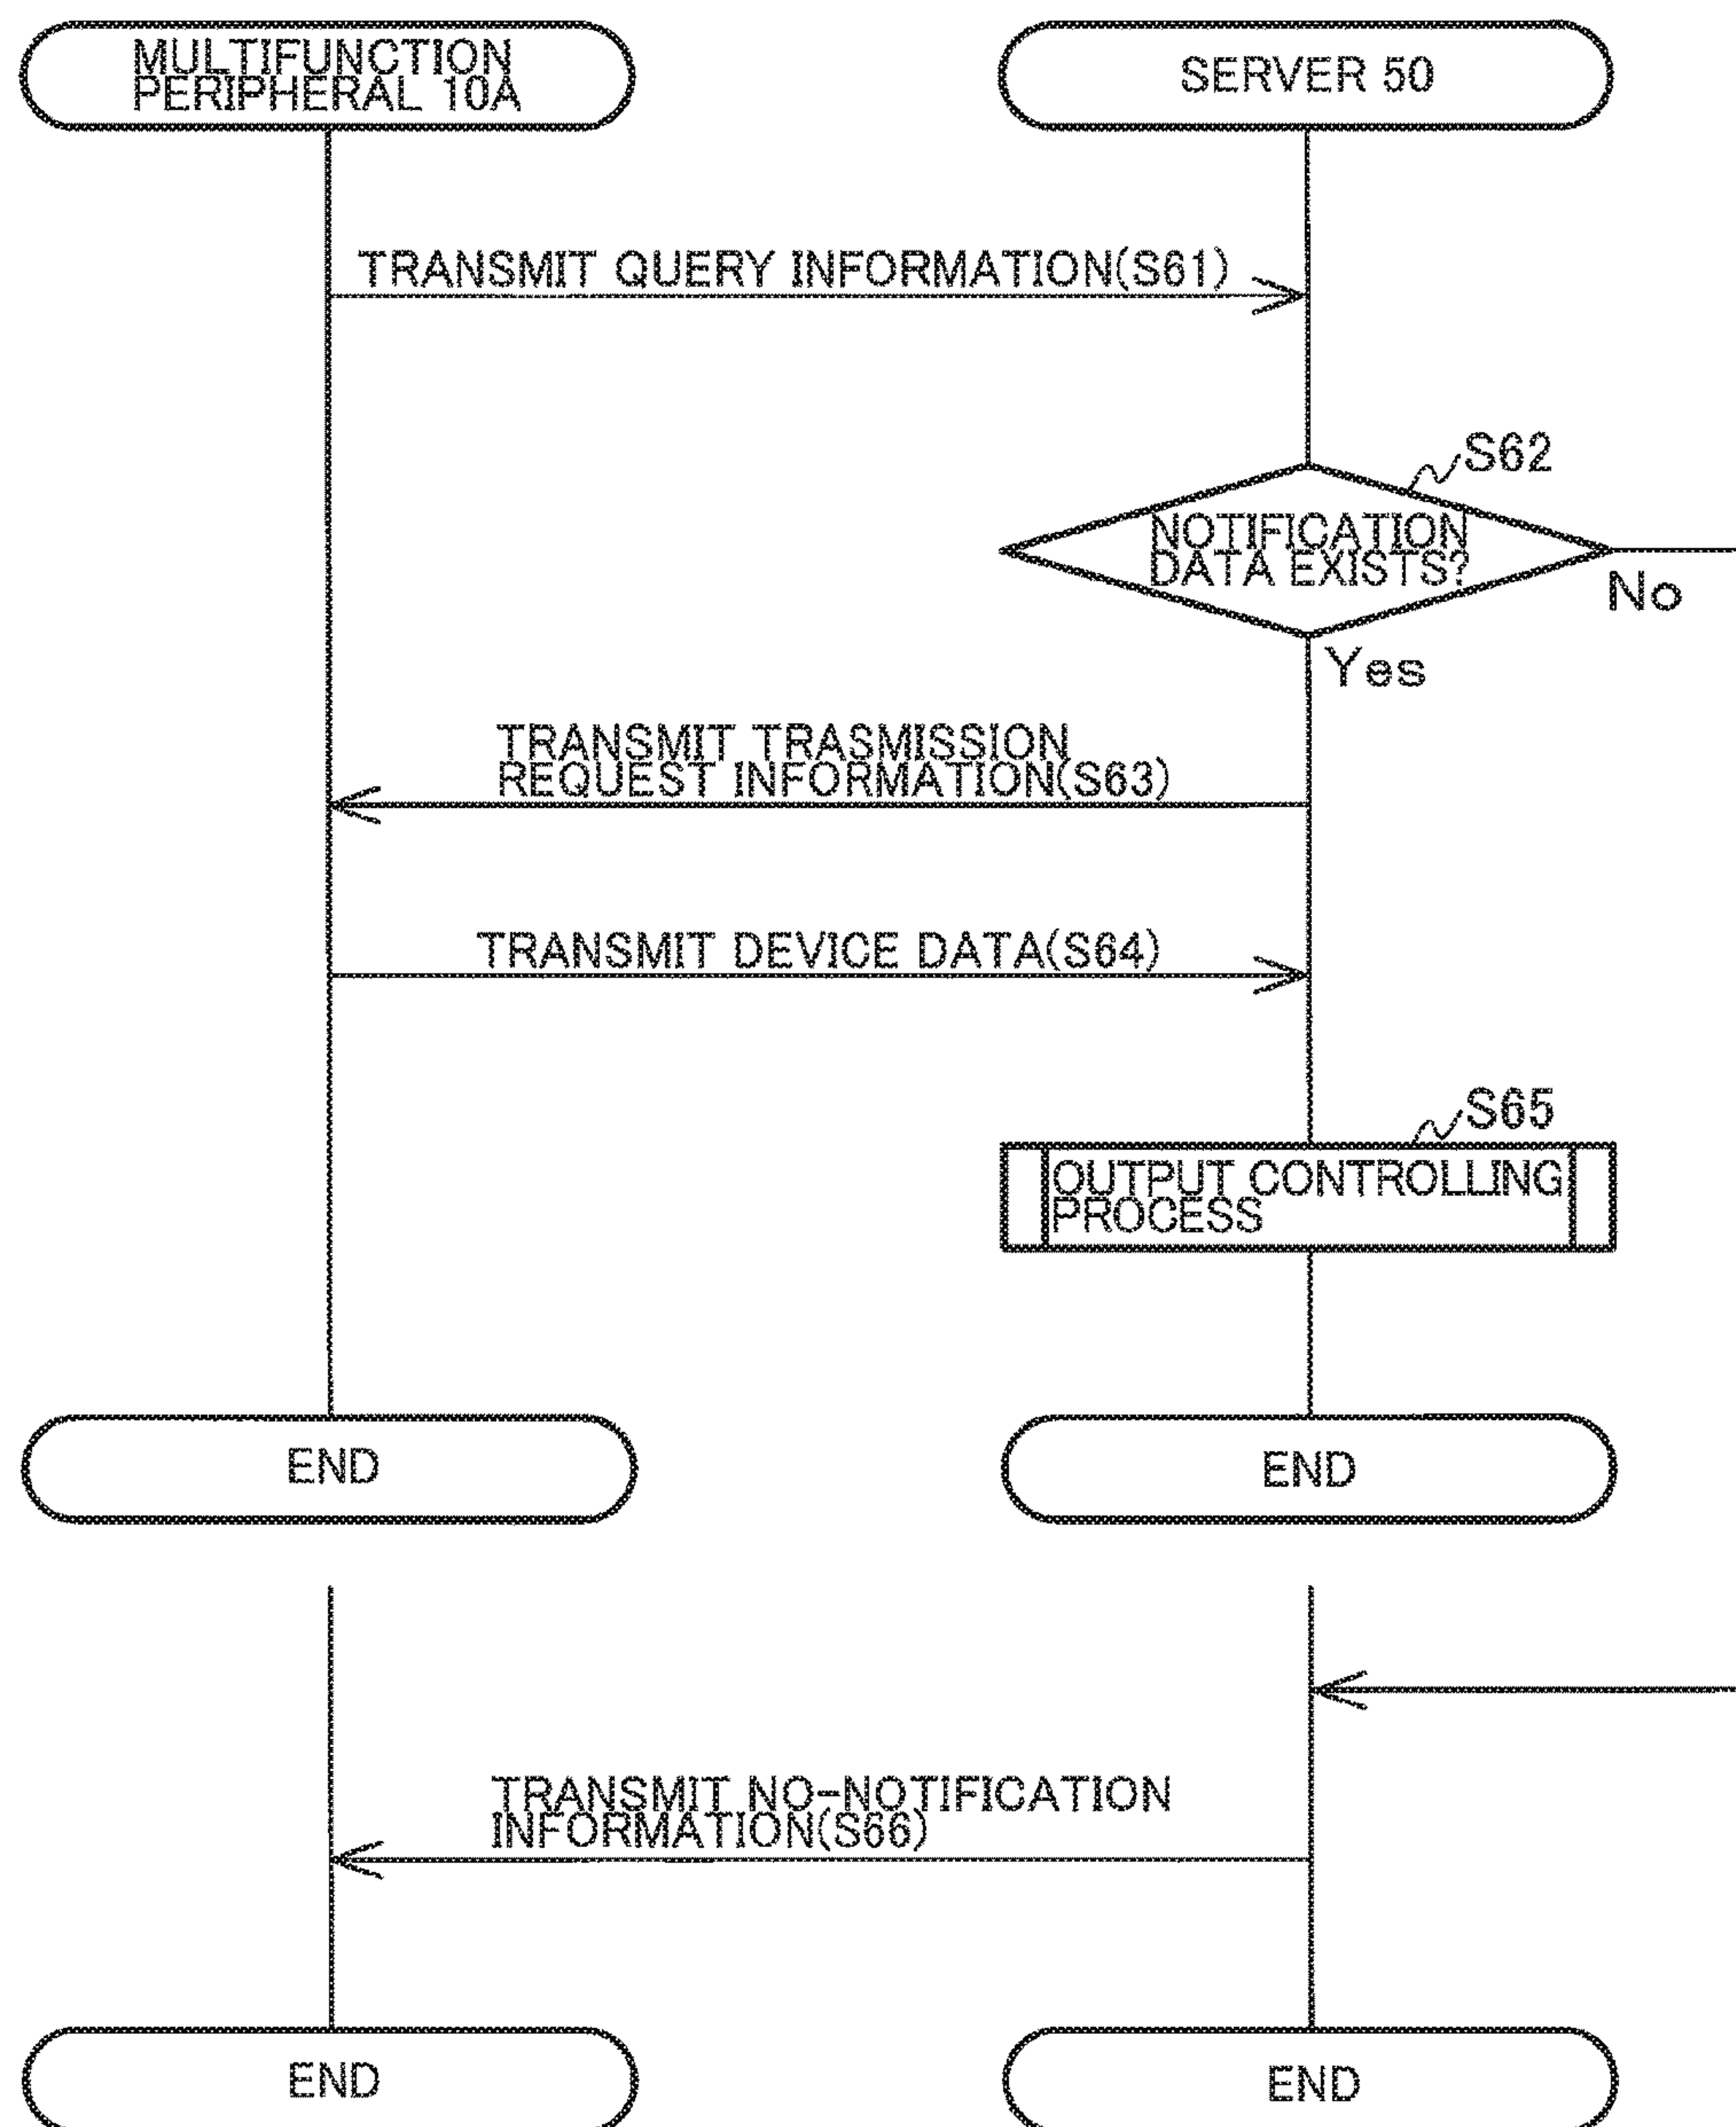 MULTIFUNCTION
PERIPHERAL 10A
SERVER 50
TRANSMIT QUERY INFORMATION(S61)
S62
NOTIFICATION
DATA EXISTS?
No
Yes
TRANSMIT TRASMISSION
REQUEST INFORMATION(S63)
TRANSMIT DEVICE DATA(S64)
S65
OUTPUT CONTROLLING
PROCESS
END
END
TRANSMIT NO-NOTIFICATION
INFORMATION(S66)
END
END